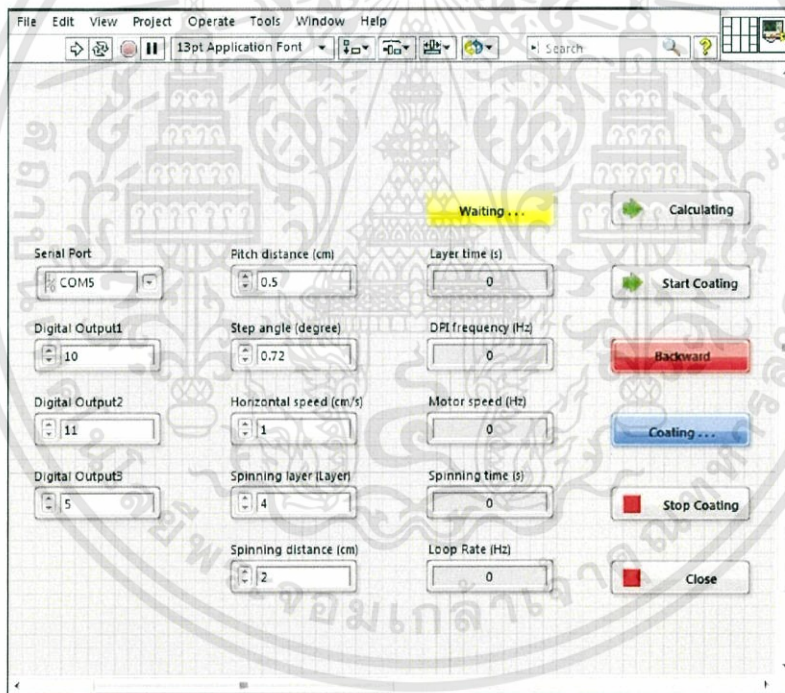 File Edit View Project Operate Tools Window Help
13pt Application Font Search
Waiting . . . Calculating
Serial Port Pitch distance (cm) Layer time (s)
COM5 0.5 0 Start Coating
Digital Output1 Step angle (degree) DPI frequency (Hz)
10 0.72 0 Backward
Digital Output2 Horizontal speed (cm/s) Motor speed (Hz)
11 1 0 Coating . . .
Digital Output3 Spinning layer (Layer) Spinning time (s)
5 4 0 Stop Coating
Spinning distance (cm) Loop Rate (Hz)
2 0 Close